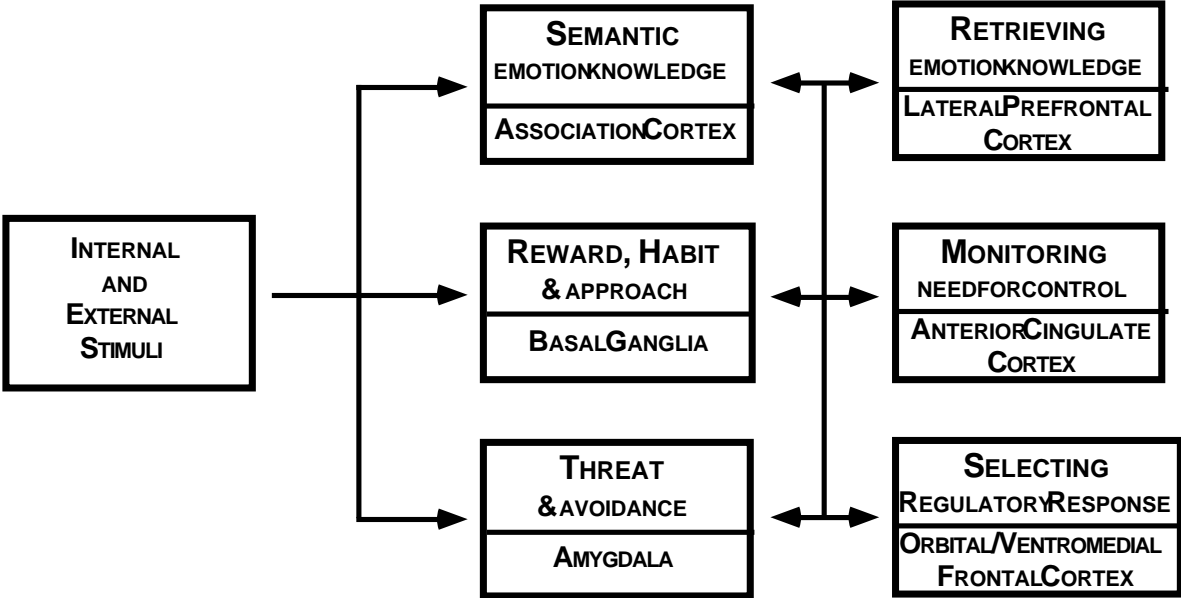 SEMANTIC
EMOTIONKNOWLEDGE
ASSOCIATIONCORTEX
RETRIEVING
EMOTIONKNOWLEDGE
LATERALPREFRONTAL
CORTEX
INTERNAL
AND
EXTERNAL
STIMULI
REWARD, HABIT
& APPROACH
BASALGANGLIA
MONITORING
NEEDFORCONTROL
ANTERIORCINGULATE
CORTEX
THREAT
& AVOIDANCE
AMYGDALA
SELECTING
REGULATORYRESPONSE
ORBITAL/VENTROMEDIAL
FRONTALCORTEX